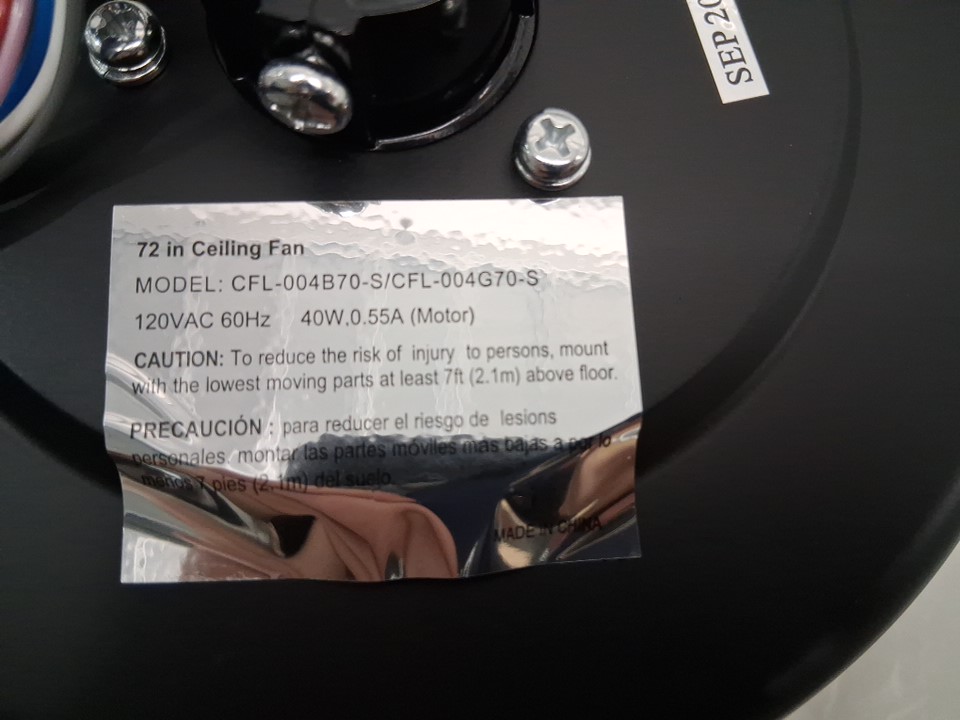 SEP 20
72 in Ceiling Fan
MODEL: CFL-004B70-S/CFL-004G70-S
120VAC 60Hz 40W,0.55A (Motor)
CAUTION: To reduce the risk of injury to persons, mount
with the lowest moving parts at least 7ft (2.1m) above floor.
PRECAUCIÓN : para reducer el riesgo de lesions
personales, montar las partes móviles más bajas a por lo
menos 7 pies (2.1m) del suelo
MADE IN CHINA